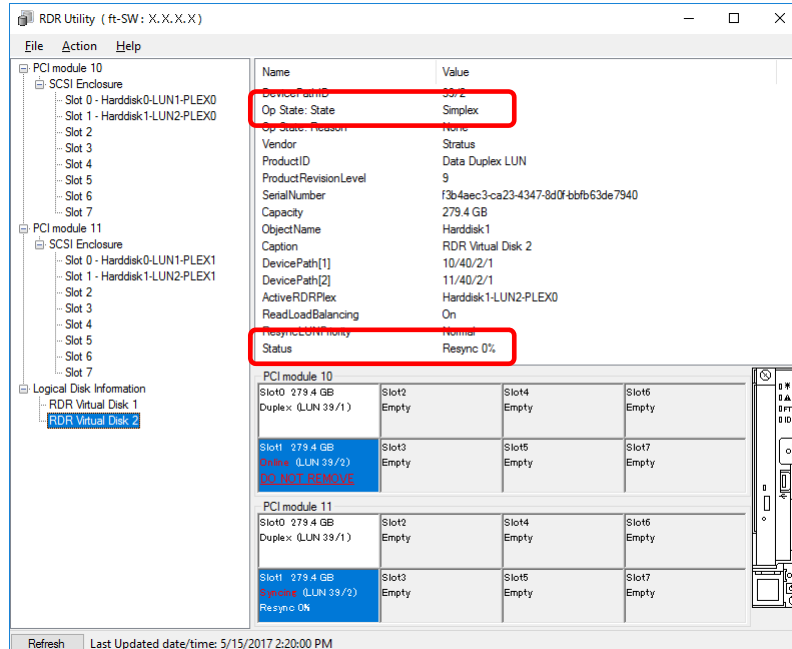 RDR Utility ( ft-SW : X.X.X.X )
File Action Help
PCI module 10
SCSI Enclosure
Slot 0 - Harddisk0-LUN1-PLEX0
Slot 1 - Harddisk1-LUN2-PLEX0
Slot 2
Slot 3
Slot 4
Slot 5
Slot 6
Slot 7
PCI module 11
SCSI Enclosure
Slot 0 - Harddisk0-LUN1-PLEX1
Slot 1 - Harddisk1-LUN2-PLEX1
Slot 2
Slot 3
Slot 4
Slot 5
Slot 6
Slot 7
Logical Disk Information
RDR Virtual Disk 1
RDR Virtual Disk 2
Name Value
DevicePathID 39/2
Op State: State Simplex
Op State: Reason None
Vendor Stratus
ProductID Data Duplex LUN
ProductRevisionLevel 9
SerialNumber f3b4aec3-ca23-4347-8d0f-bbfb63de7940
Capacity 279.4 GB
ObjectName Harddisk1
Caption RDR Virtual Disk 2
DevicePath[1] 10/40/2/1
DevicePath[2] 11/40/2/1
ActiveRDRPlex Harddisk1-LUN2-PLEX0
ReadLoadBalancing On
ResyncLUNPriority Normal
Status Resync 0%
PCI module 10
Slot0 279.4 GB Slot2 Slot4 Slot6
Duplex (LUN 39/1) Empty Empty Empty
Slot1 279.4 GB Slot3 Slot5 Slot7
Online (LUN 39/2) Empty Empty Empty
DO NOT REMOVE
PCI module 11
Slot0 279.4 GB Slot2 Slot4 Slot6
Duplex (LUN 39/1) Empty Empty Empty
Slot1 279.4 GB Slot3 Slot5 Slot7
Syncing (LUN 39/2) Empty Empty Empty
Resync 0%
Refresh Last Updated date/time: 5/15/2017 2:20:00 PM